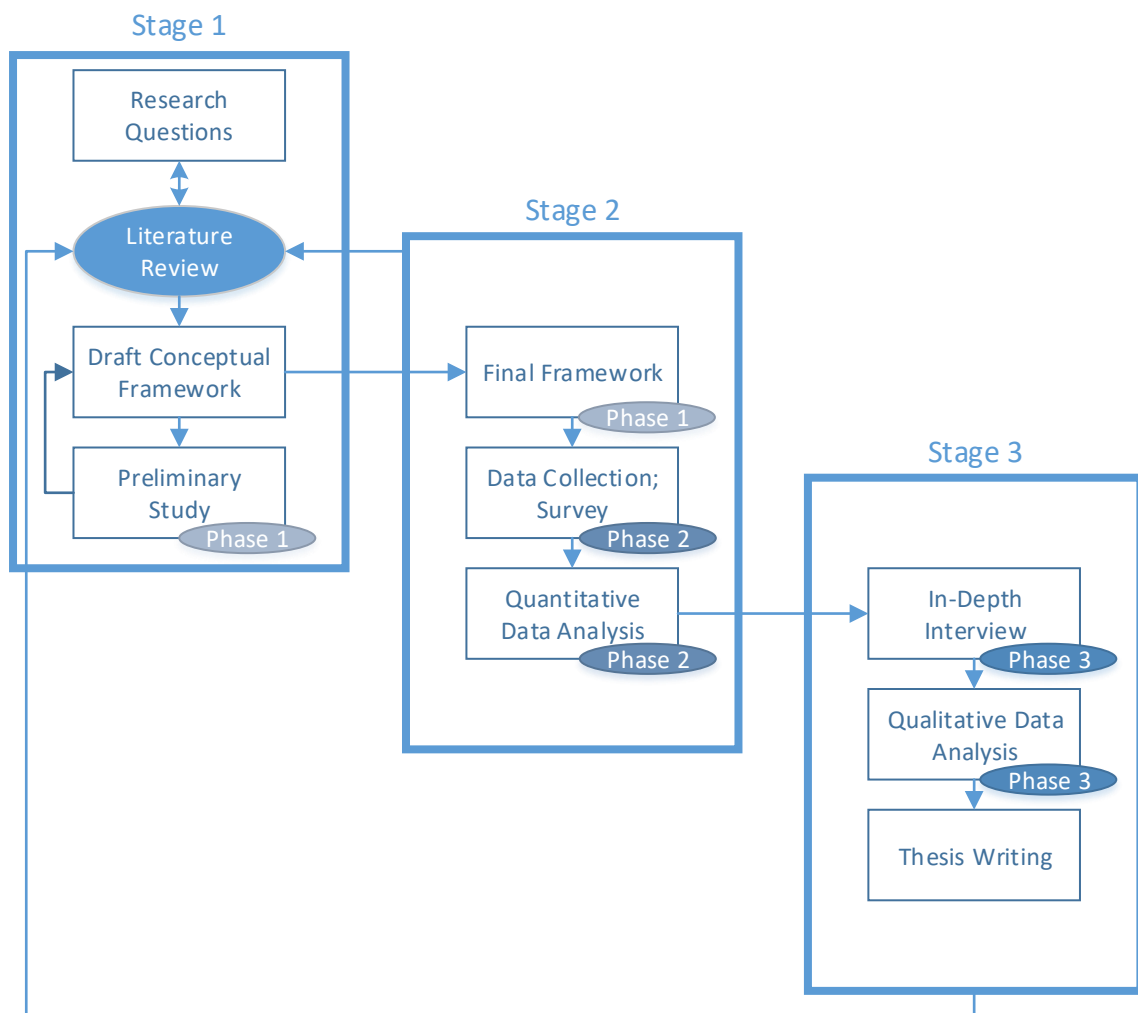 Stage 1
Research
Questions
Literature
Review
Draft Conceptual
Framework
Preliminary
Study
Phase 1
Stage 2
Final Framework
Phase 1
Data Collection;
Survey
Phase 2
Quantitative
Data Analysis
Phase 2
Stage 3
In-Depth
Interview
Phase 3
Qualitative Data
Analysis
Phase 3
Thesis Writing